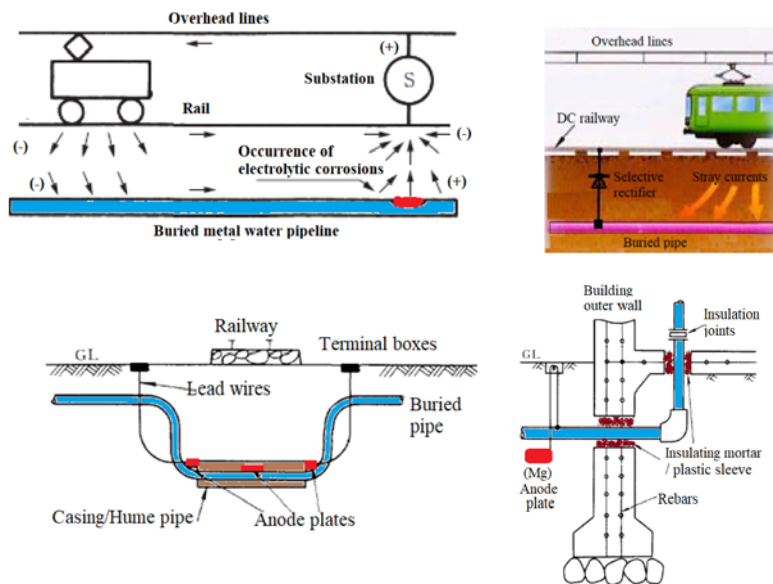 Overhead lines
(+)
Substation
S
Rail
(-)
(-)
Occurrence of
electrolytic corrosions
(-)
(+)
Buried metal water pipeline
Overhead lines
DC railway
Selective
rectifier
Stray currents
Buried pipe
Railway
Terminal boxes
GL
Lead wires
Buried
pipe
Casing/Hume pipe
Anode plates
Building
outer wall
Insulation
joints
GL
Insulating mortar
/ plastic sleeve
(Mg)
Anode
plate
Rebars